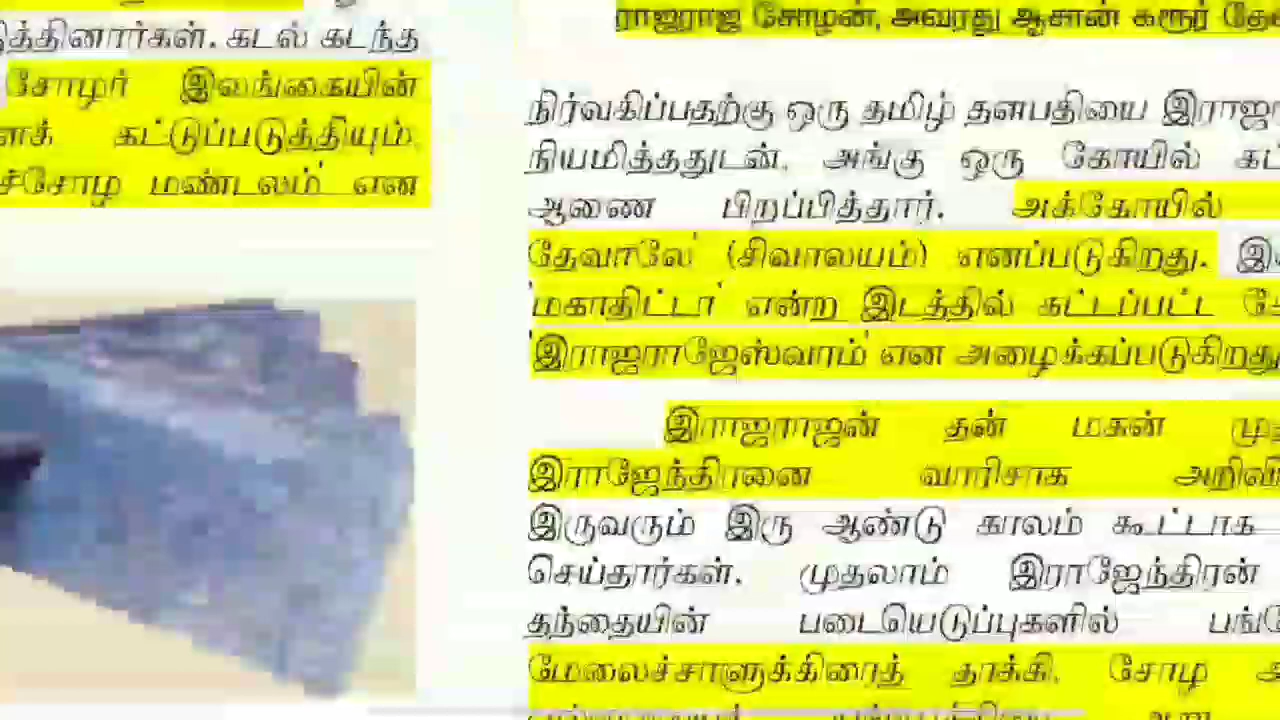 கடல் கடந்த
சோழர் இலங்கையின்
கட்டுப்படுத்தியும்,
மண்டலம்' என
ராஜராஜ சோழன், அவரது ஆசான் கரூர்
நிர்வகிப்பதற்கு ஒரு தமிழ் தளபதியை
நியமித்ததுடன், அங்கு ஒரு கோயில்
ஆணை பிறப்பித்தார். அக்கோயில்
தேவாலே' (சிவாலயம்) எனப்படுகிறது.
'மகாதிட்டா' என்ற இடத்தில் கட்டப்பட்ட
'இராஜராஜேஸ்வரம்' என அழைக்கப்படுகிறது.
இராஜராஜன் தன் மகன்
இராஜேந்திரனை வாரிசாக
இருவரும் இரு ஆண்டு காலம் கூட்டாக
செய்தார்கள். முதலாம் இராஜேந்திரன்
தந்தையின் படையெடுப்புகளில்
மேலைச்சாளுக்கிரைத் தாக்கி, சோழ